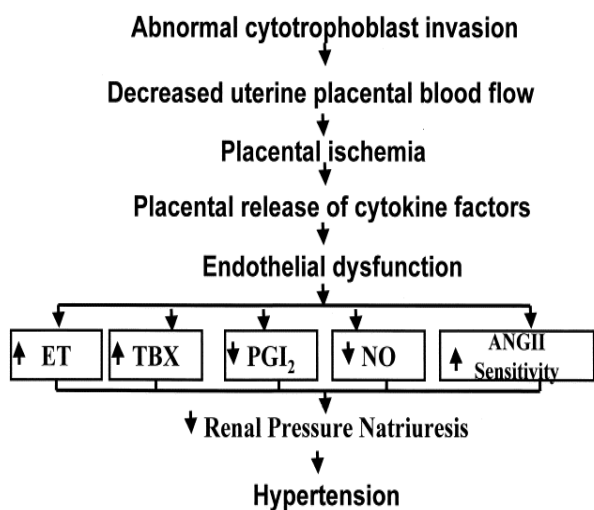 Abnormal cytotrophoblast invasion
Decreased uterine placental blood flow
Placental ischemia
Placental release of cytokine factors
Endothelial dysfunction
ET
TBX
PGI₂
NO
ANGII
Sensitivity
Renal Pressure Natriuresis
Hypertension